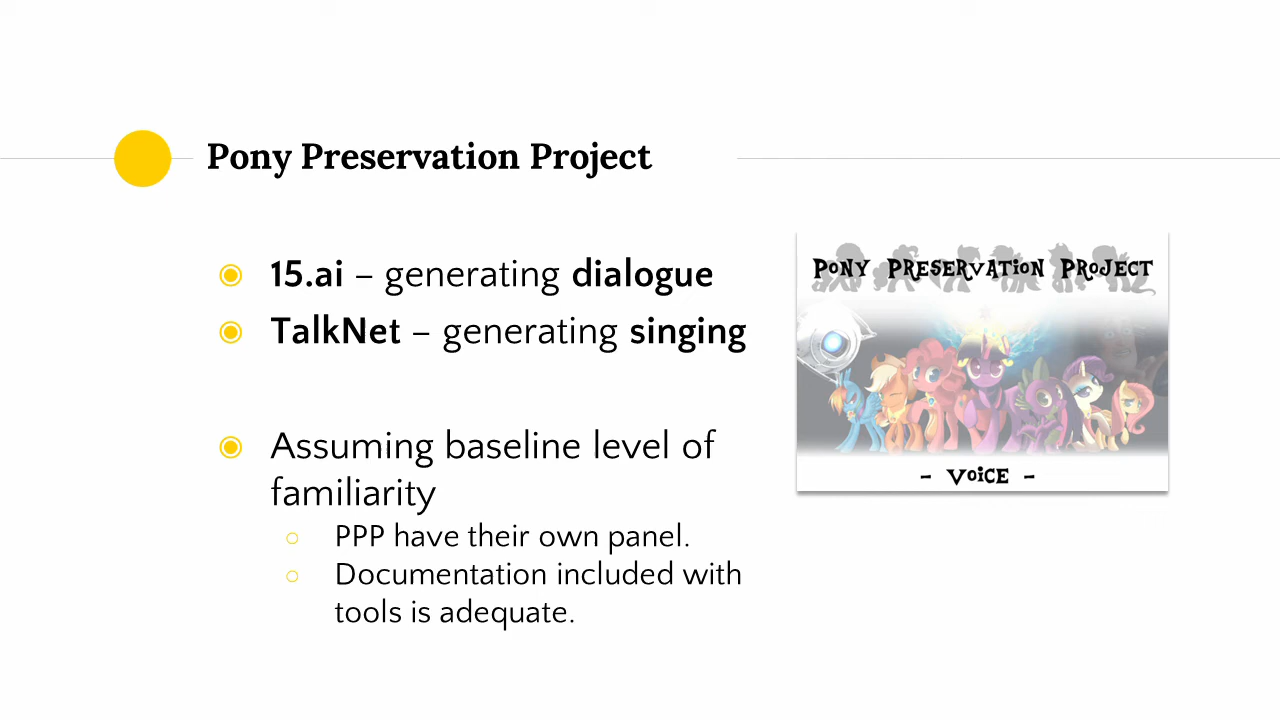 Pony Preservation Project
15.ai – generating dialogue
TalkNet – generating singing
Assuming baseline level of
familiarity
PPP have their own panel.
Documentation included with
tools is adequate.
PONY PRESERVATION PROJECT
- VOICE -